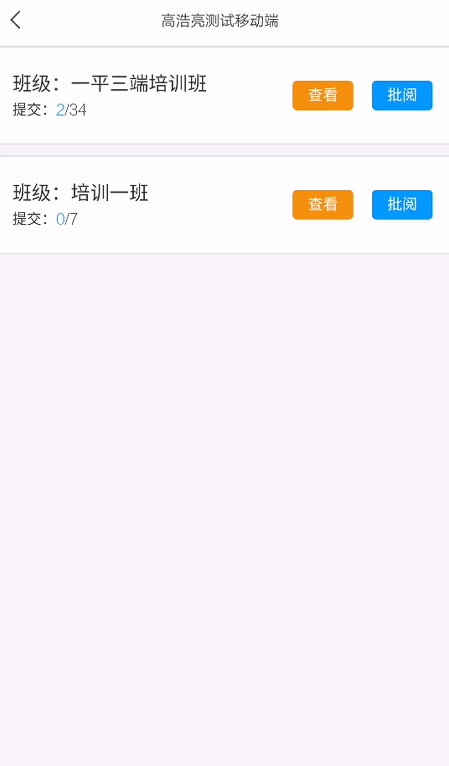 高浩亮测试移动端
班级：一平三端培训班
提交：2/34
查看
批阅
班级：培训一班
提交：0/7
查看
批阅